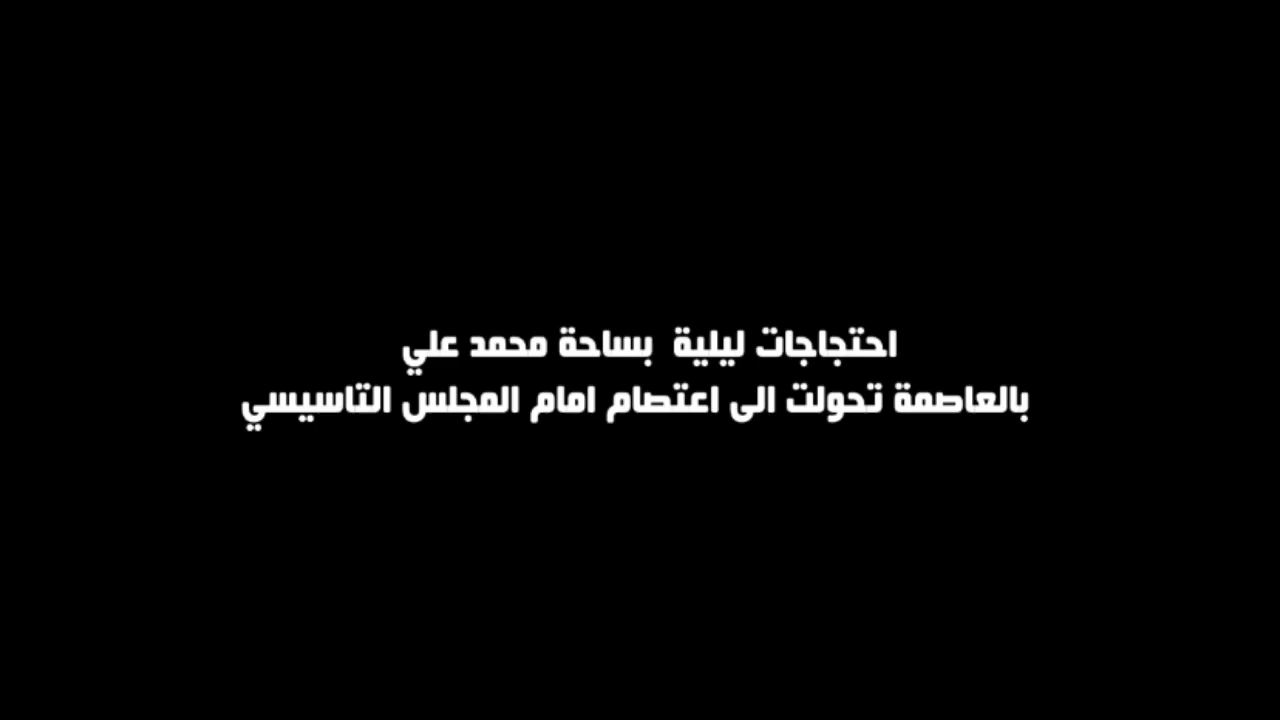 احتجاجات ليلية بساحة محمد علي
بالعاصمة تحولت الى اعتصام امام المجلس التاسيسي